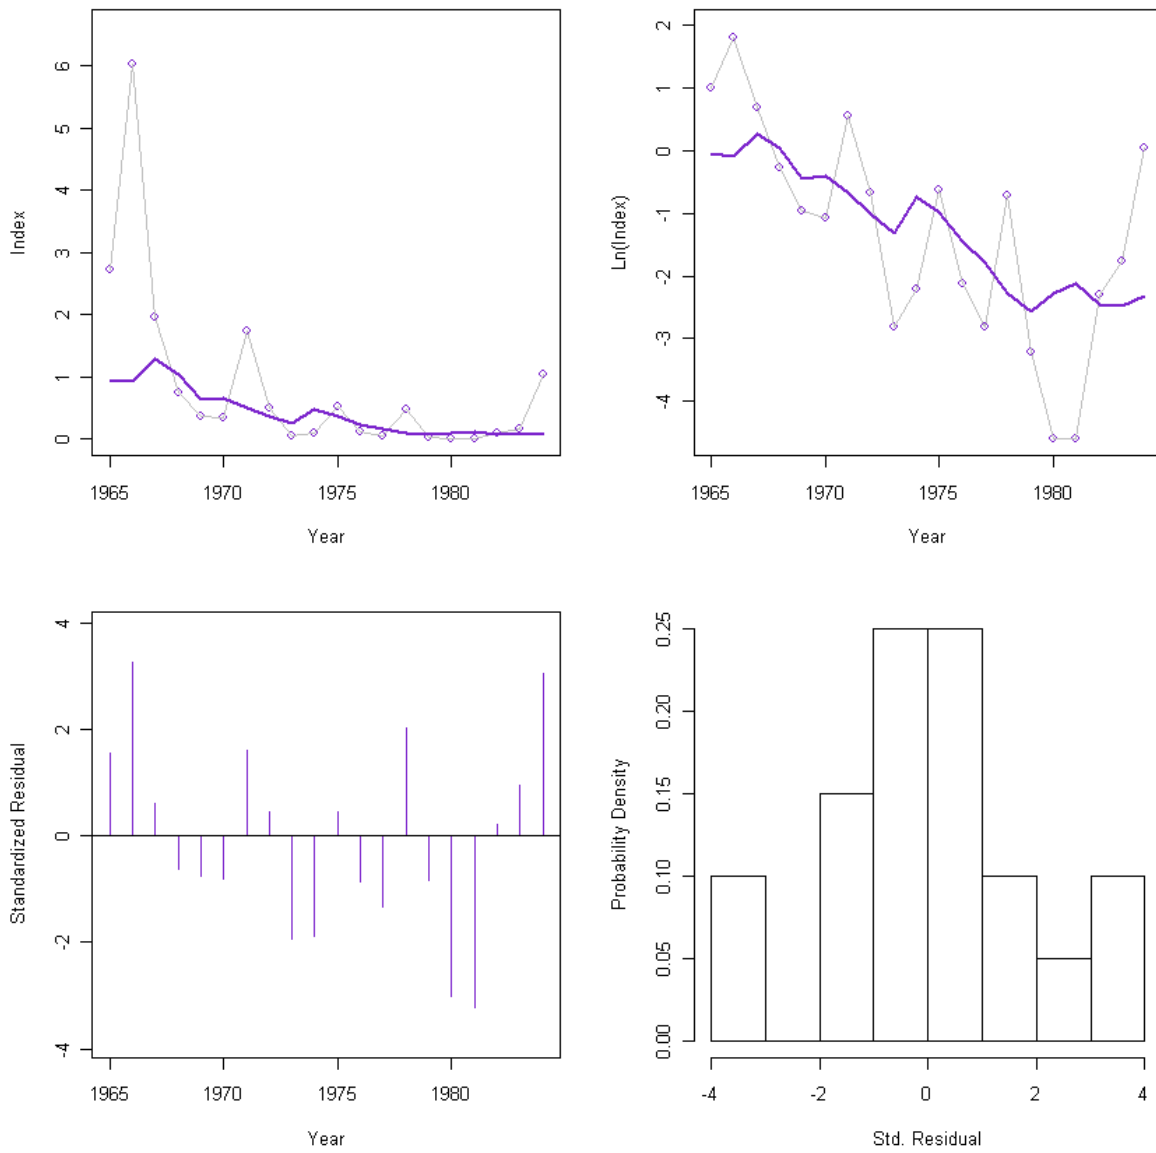 Index
0 1 2 3 4 5 6
1965 1970 1975 1980
Year
Ln(Index)
-4 -3 -2 -1 0 1 2
1965 1970 1975 1980
Year
Standardized Residual
-4 -2 0 2 4
1965 1970 1975 1980
Year
Probability Density
0.00 0.05 0.10 0.15 0.20 0.25
-4 -2 0 2 4
Std. Residual